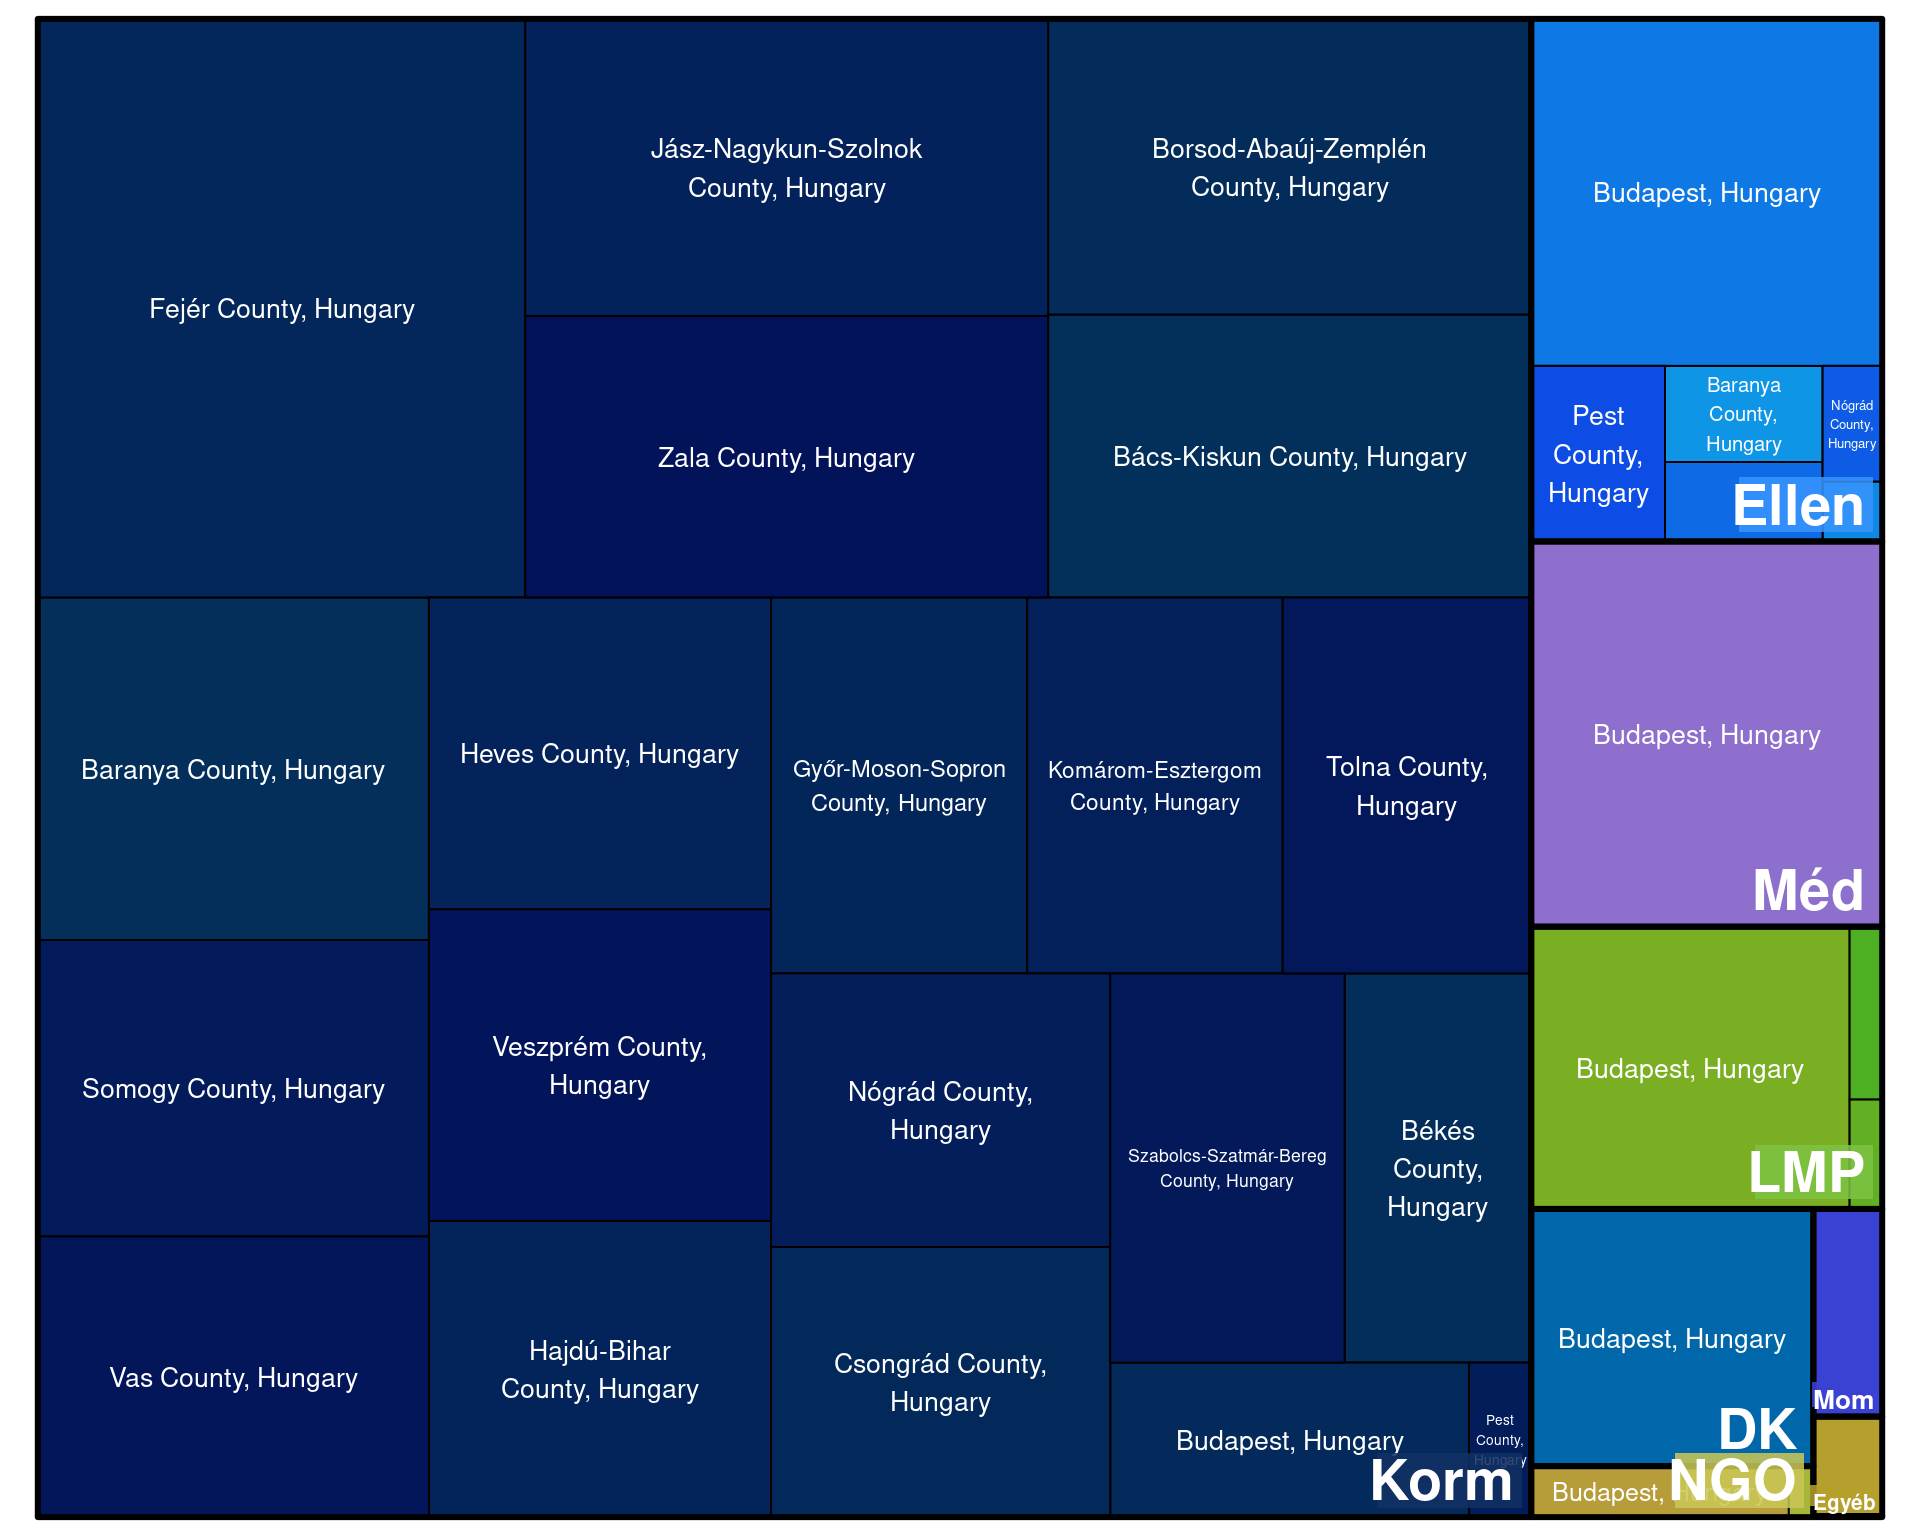 Fejér County, Hungary
Jász-Nagykun-Szolnok
County, Hungary
Borsod-Abaúj-Zemplén
County, Hungary
Zala County, Hungary
Bács-Kiskun County, Hungary
Baranya County, Hungary
Heves County, Hungary
Győr-Moson-Sopron
County, Hungary
Komárom-Esztergom
County, Hungary
Tolna County,
Hungary
Somogy County, Hungary
Veszprém County,
Hungary
Nógrád County,
Hungary
Szabolcs-Szatmár-Bereg
County, Hungary
Békés
County,
Hungary
Vas County, Hungary
Hajdú-Bihar
County, Hungary
Csongrád County,
Hungary
Budapest, Hungary
Pest
County,
Hungary
Korm
Budapest, Hungary
Pest
County,
Hungary
Baranya
County,
Hungary
Nógrád
County,
Hungary
Ellen
Budapest, Hungary
Méd
Budapest, Hungary
LMP
Budapest, Hungary
DK
Mom
Budapest,
NGO
Egyéb